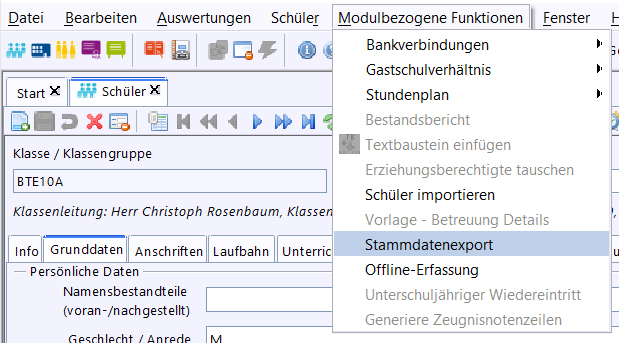 Datei Bearbeiten Auswertungen Schüler Modulbezogene Funktionen Fenster
Bankverbindungen
Gastschulverhältnis
Stundenplan
Bestandsbericht
Textbaustein einfügen
Erziehungsberechtigte tauschen
Schüler importieren
Vorlage - Betreuung Details
Stammdatenexport
Offline-Erfassung
Unterschuljähriger Wiedereintritt
Generiere Zeugnisnotenzeilen
Start Schüler
Klasse / Klassengruppe
BTE10A
Klassenleitung: Herr Christoph Rosenbaum, Klassen
Info Grunddaten Anschriften Laufbahn Unterric
Persönliche Daten
Namensbestandteile
(voran-/nachgestellt)
Geschlecht / Anrede M